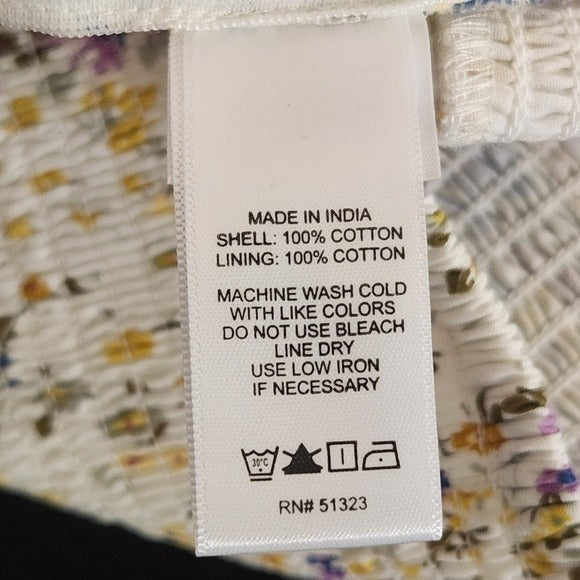 MADE IN INDIA
SHELL: 100% COTTON
LINING: 100% COTTON
MACHINE WASH COLD
WITH LIKE COLORS
DO NOT USE BLEACH
LINE DRY
USE LOW IRON
IF NECESSARY
30°C
RN# 51323